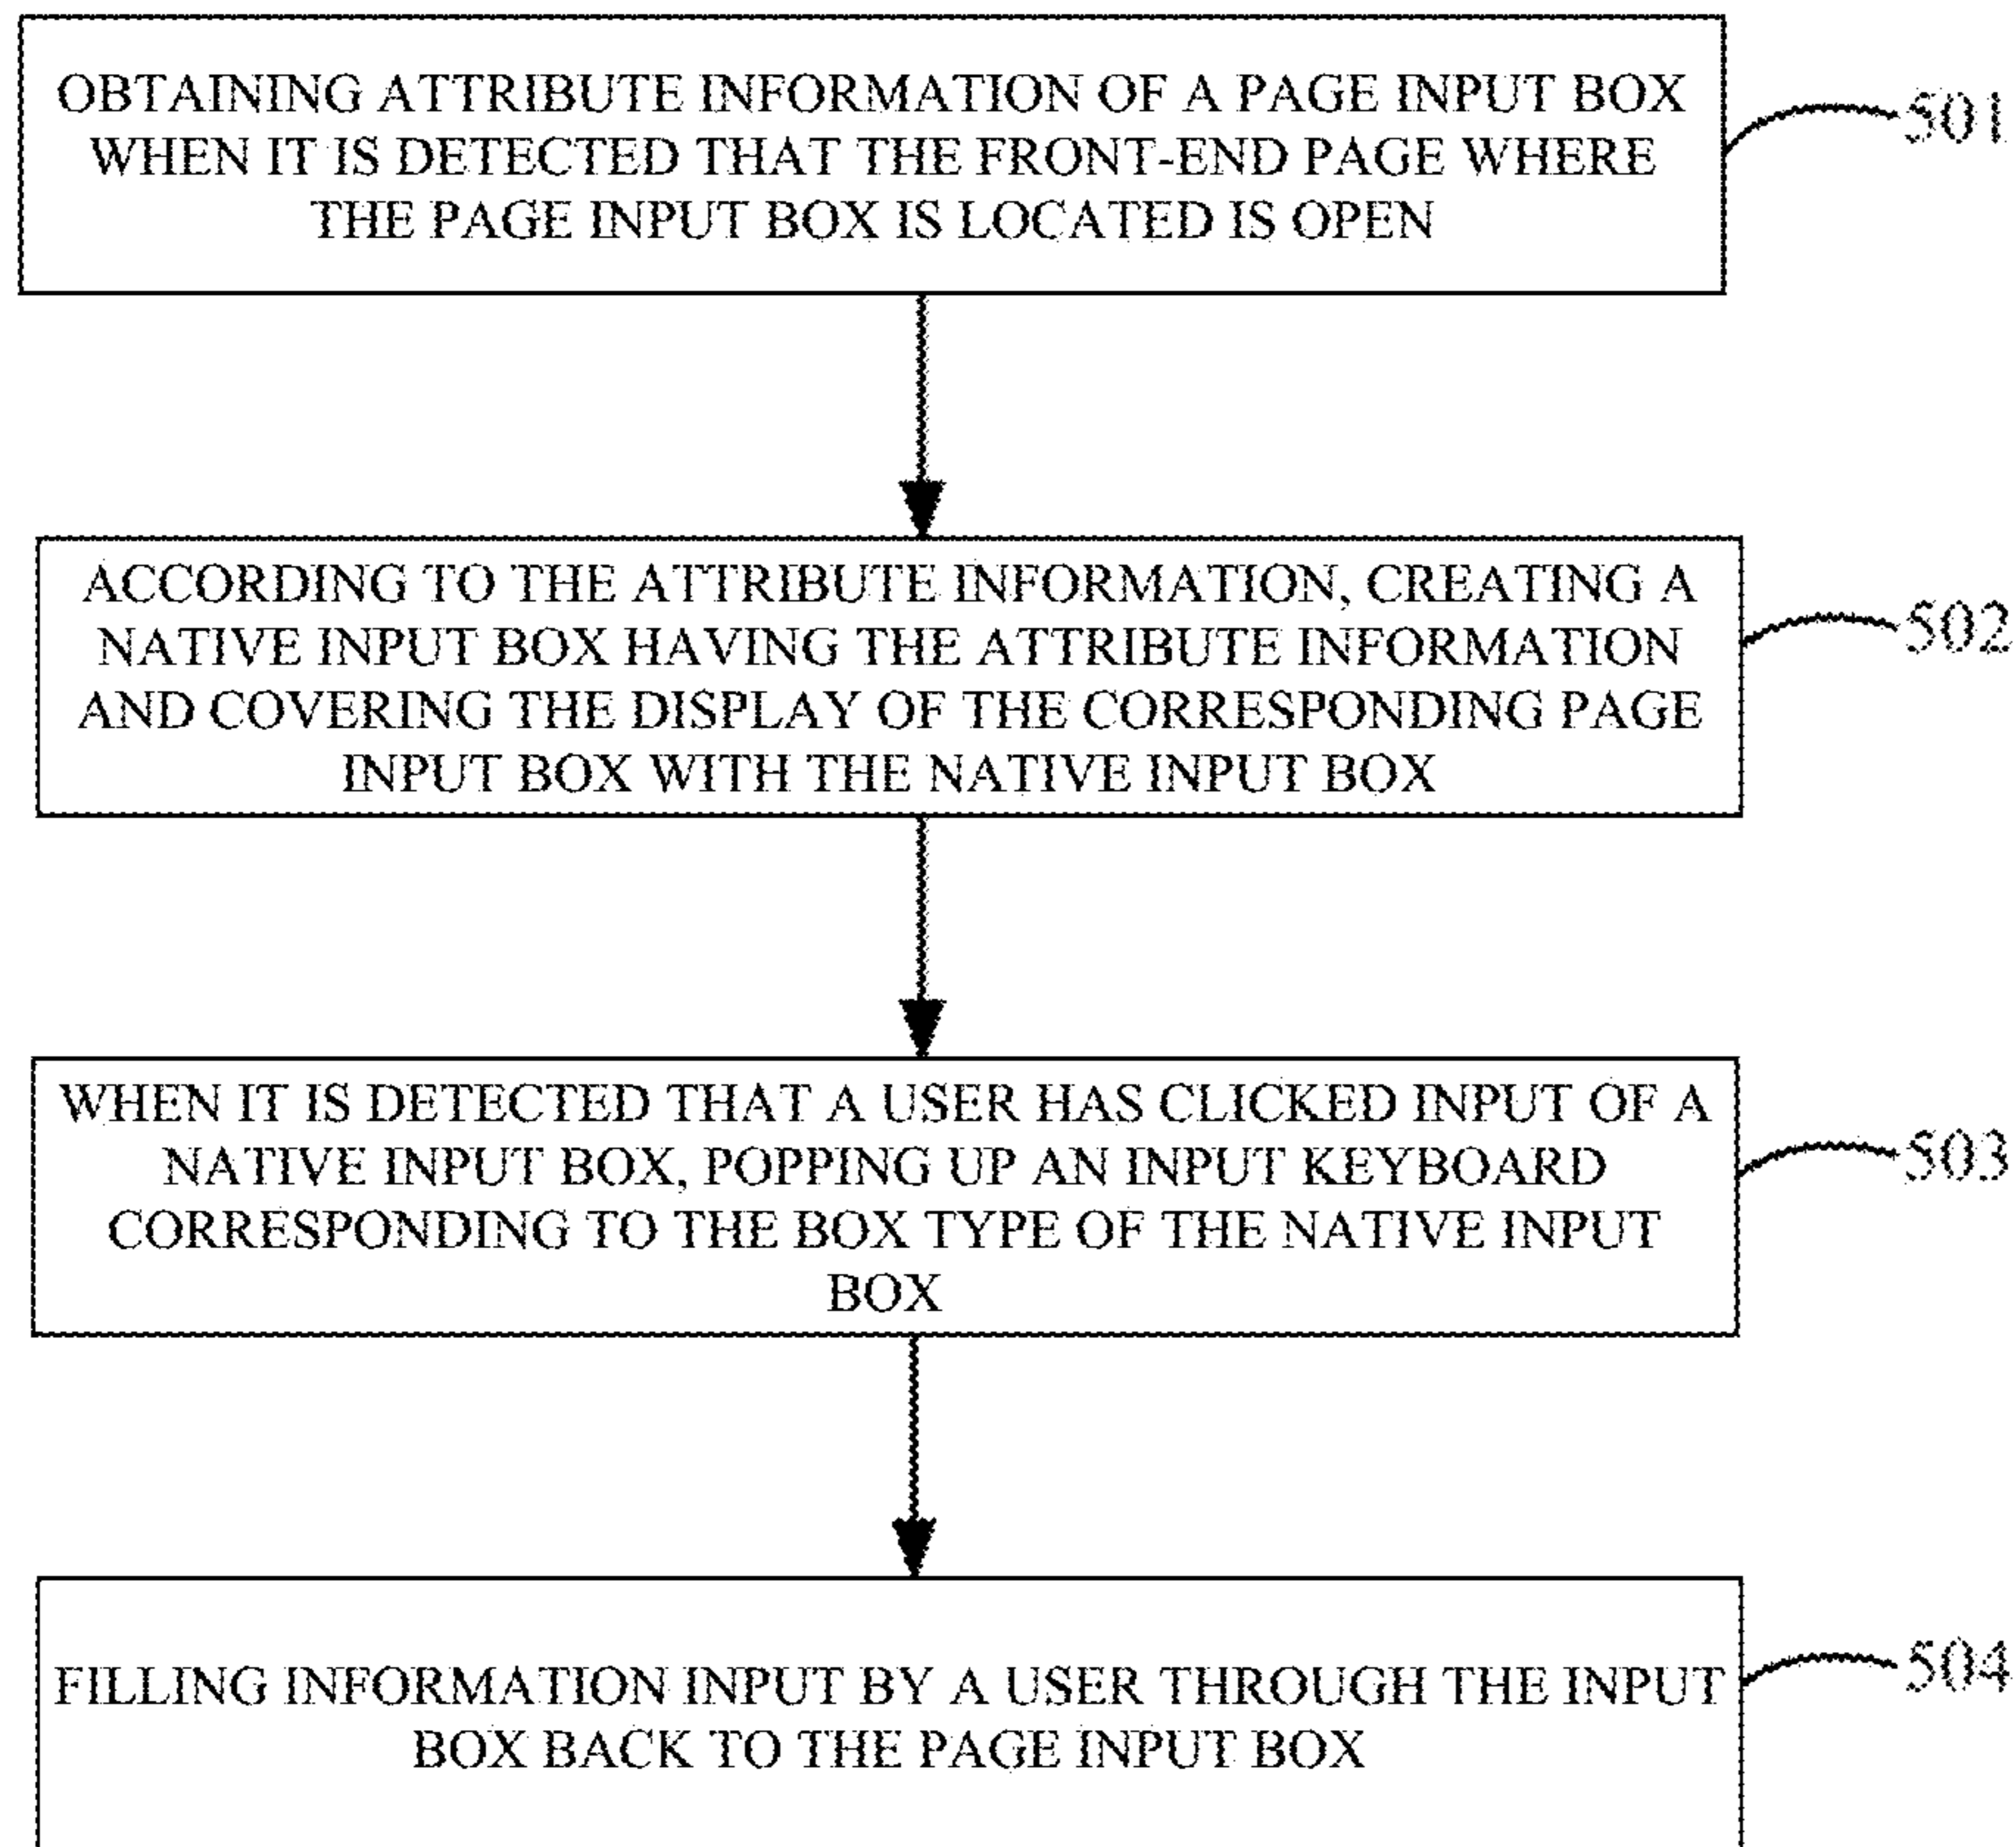 OBTAINING ATTRIBUTE INFORMATION OF A PAGE INPUT BOX
WHEN IT IS DETECTED THAT THE FRONT-END PAGE WHERE
THE PAGE INPUT BOX IS LOCATED IS OPEN
501
ACCORDING TO THE ATTRIBUTE INFORMATION, CREATING A
NATIVE INPUT BOX HAVING THE ATTRIBUTE INFORMATION
AND COVERING THE DISPLAY OF THE CORRESPONDING PAGE
INPUT BOX WITH THE NATIVE INPUT BOX
502
WHEN IT IS DETECTED THAT A USER HAS CLICKED INPUT OF A
NATIVE INPUT BOX, POPPING UP AN INPUT KEYBOARD
CORRESPONDING TO THE BOX TYPE OF THE NATIVE INPUT
BOX
503
FILLING INFORMATION INPUT BY A USER THROUGH THE INPUT
BOX BACK TO THE PAGE INPUT BOX
504